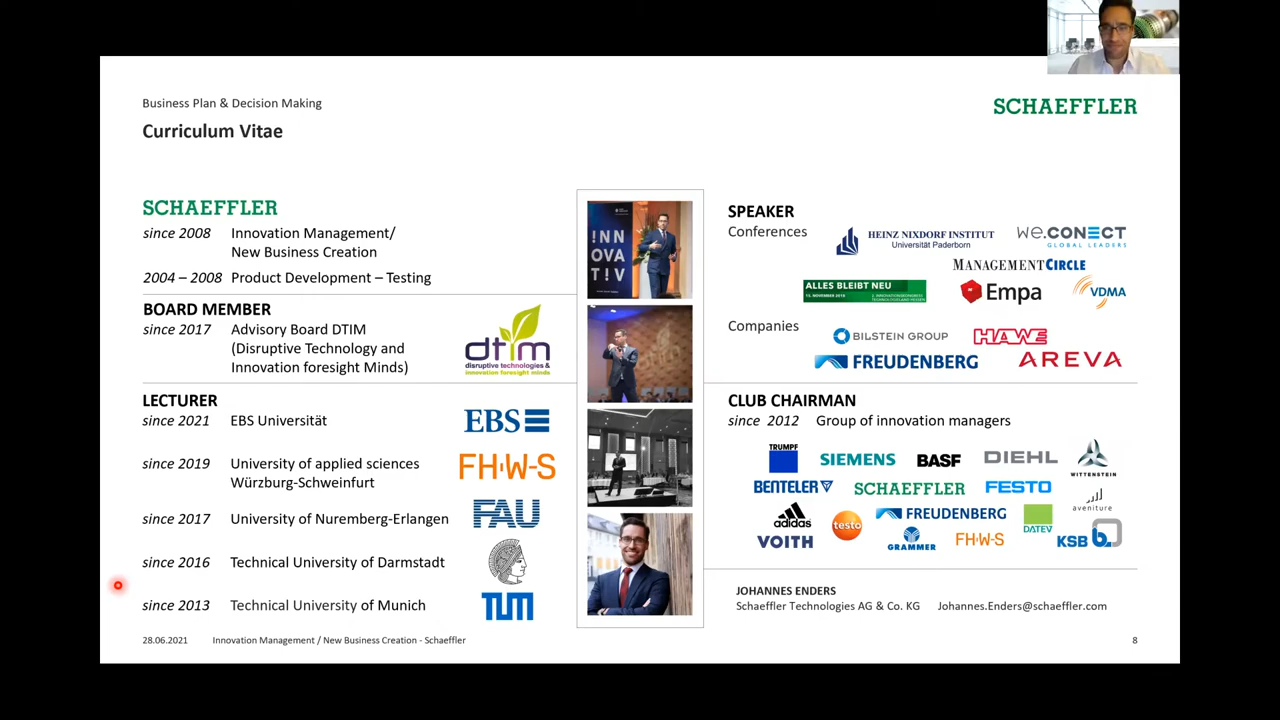 Business Plan & Decision Making
SCHAEFFLER
Curriculum Vitae
SCHAEFFLER
since 2008 Innovation Management/
New Business Creation
2004 – 2008 Product Development – Testing
BOARD MEMBER
since 2017 Advisory Board DTIM
(Disruptive Technology and
Innovation foresight Minds)
dtim
disruptive technologies &
innovation foresight minds
LECTURER
since 2021 EBS Universität
EBS
since 2019 University of applied sciences
Würzburg-Schweinfurt
FH·W-S
since 2017 University of Nuremberg-Erlangen
FAU
since 2016 Technical University of Darmstadt
since 2013 Technical University of Munich
TUM
!NN
OVA
T!V
SPEAKER
Conferences
HEINZ NIXDORF INSTITUT
Universität Paderborn
we.CONECT
GLOBAL LEADERS
MANAGEMENTCIRCLE
ALLES BLEIBT NEU
Empa
VDMA
Companies
BILSTEIN GROUP
HAWE
FREUDENBERG
AREVA
CLUB CHAIRMAN
since 2012 Group of innovation managers
TRUMPF
SIEMENS
BASF
DIEHL
WITTENSTEIN
BENTELER
SCHAEFFLER
FESTO
aventure
adidas
testo
FREUDENBERG
DATEV
VOITH
GRAMMER
FH·W-S
KSB b.
JOHANNES ENDERS
Schaeffler Technologies AG & Co. KG Johannes.Enders@schaeffler.com
28.06.2021 Innovation Management / New Business Creation - Schaeffler 8